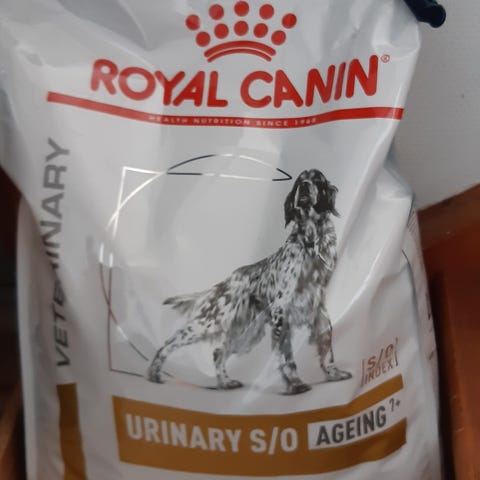 ROYAL CANIN®
HEALTH NUTRITION SINCE 1968
VETERINARY
S/O
INDEX
URINARY S/O AGEING 7+